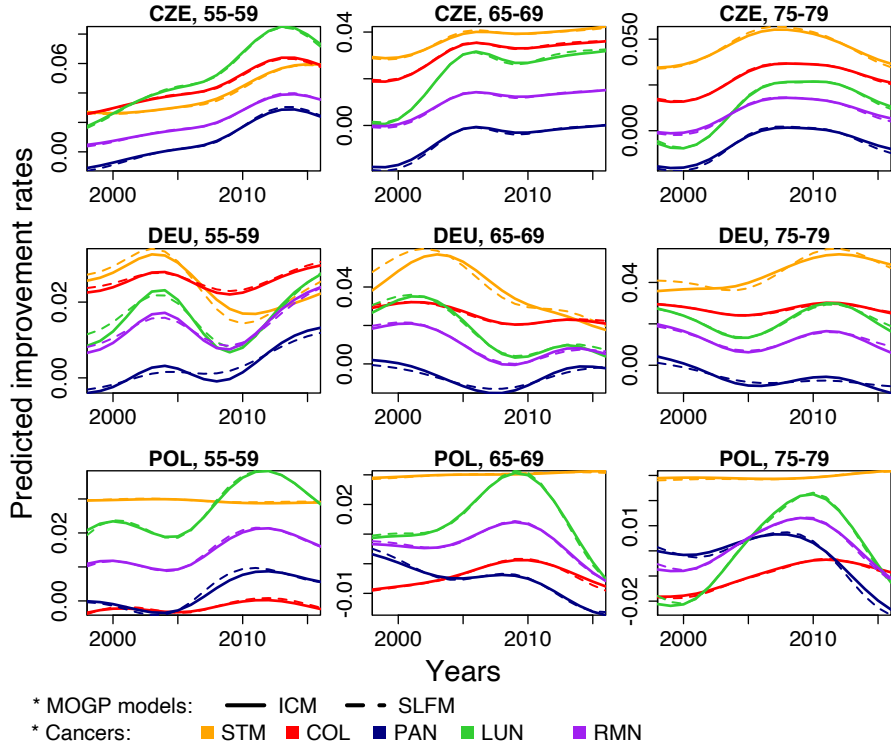 CZE, 55-59
CZE, 65-69
CZE, 75-79
0.00 0.06
0.00 0.04
0.000 0.050
2000 2010
2000 2010
2000 2010
DEU, 55-59
DEU, 65-69
DEU, 75-79
0.00 0.02
0.00 0.04
0.00 0.04
2000 2010
2000 2010
2000 2010
POL, 55-59
POL, 65-69
POL, 75-79
0.00 0.02
-0.01 0.02
-0.02 0.01
2000 2010
2000 2010
2000 2010
Predicted improvement rates
Years
* MOGP models: ICM SLFM
* Cancers: STM COL PAN LUN RMN